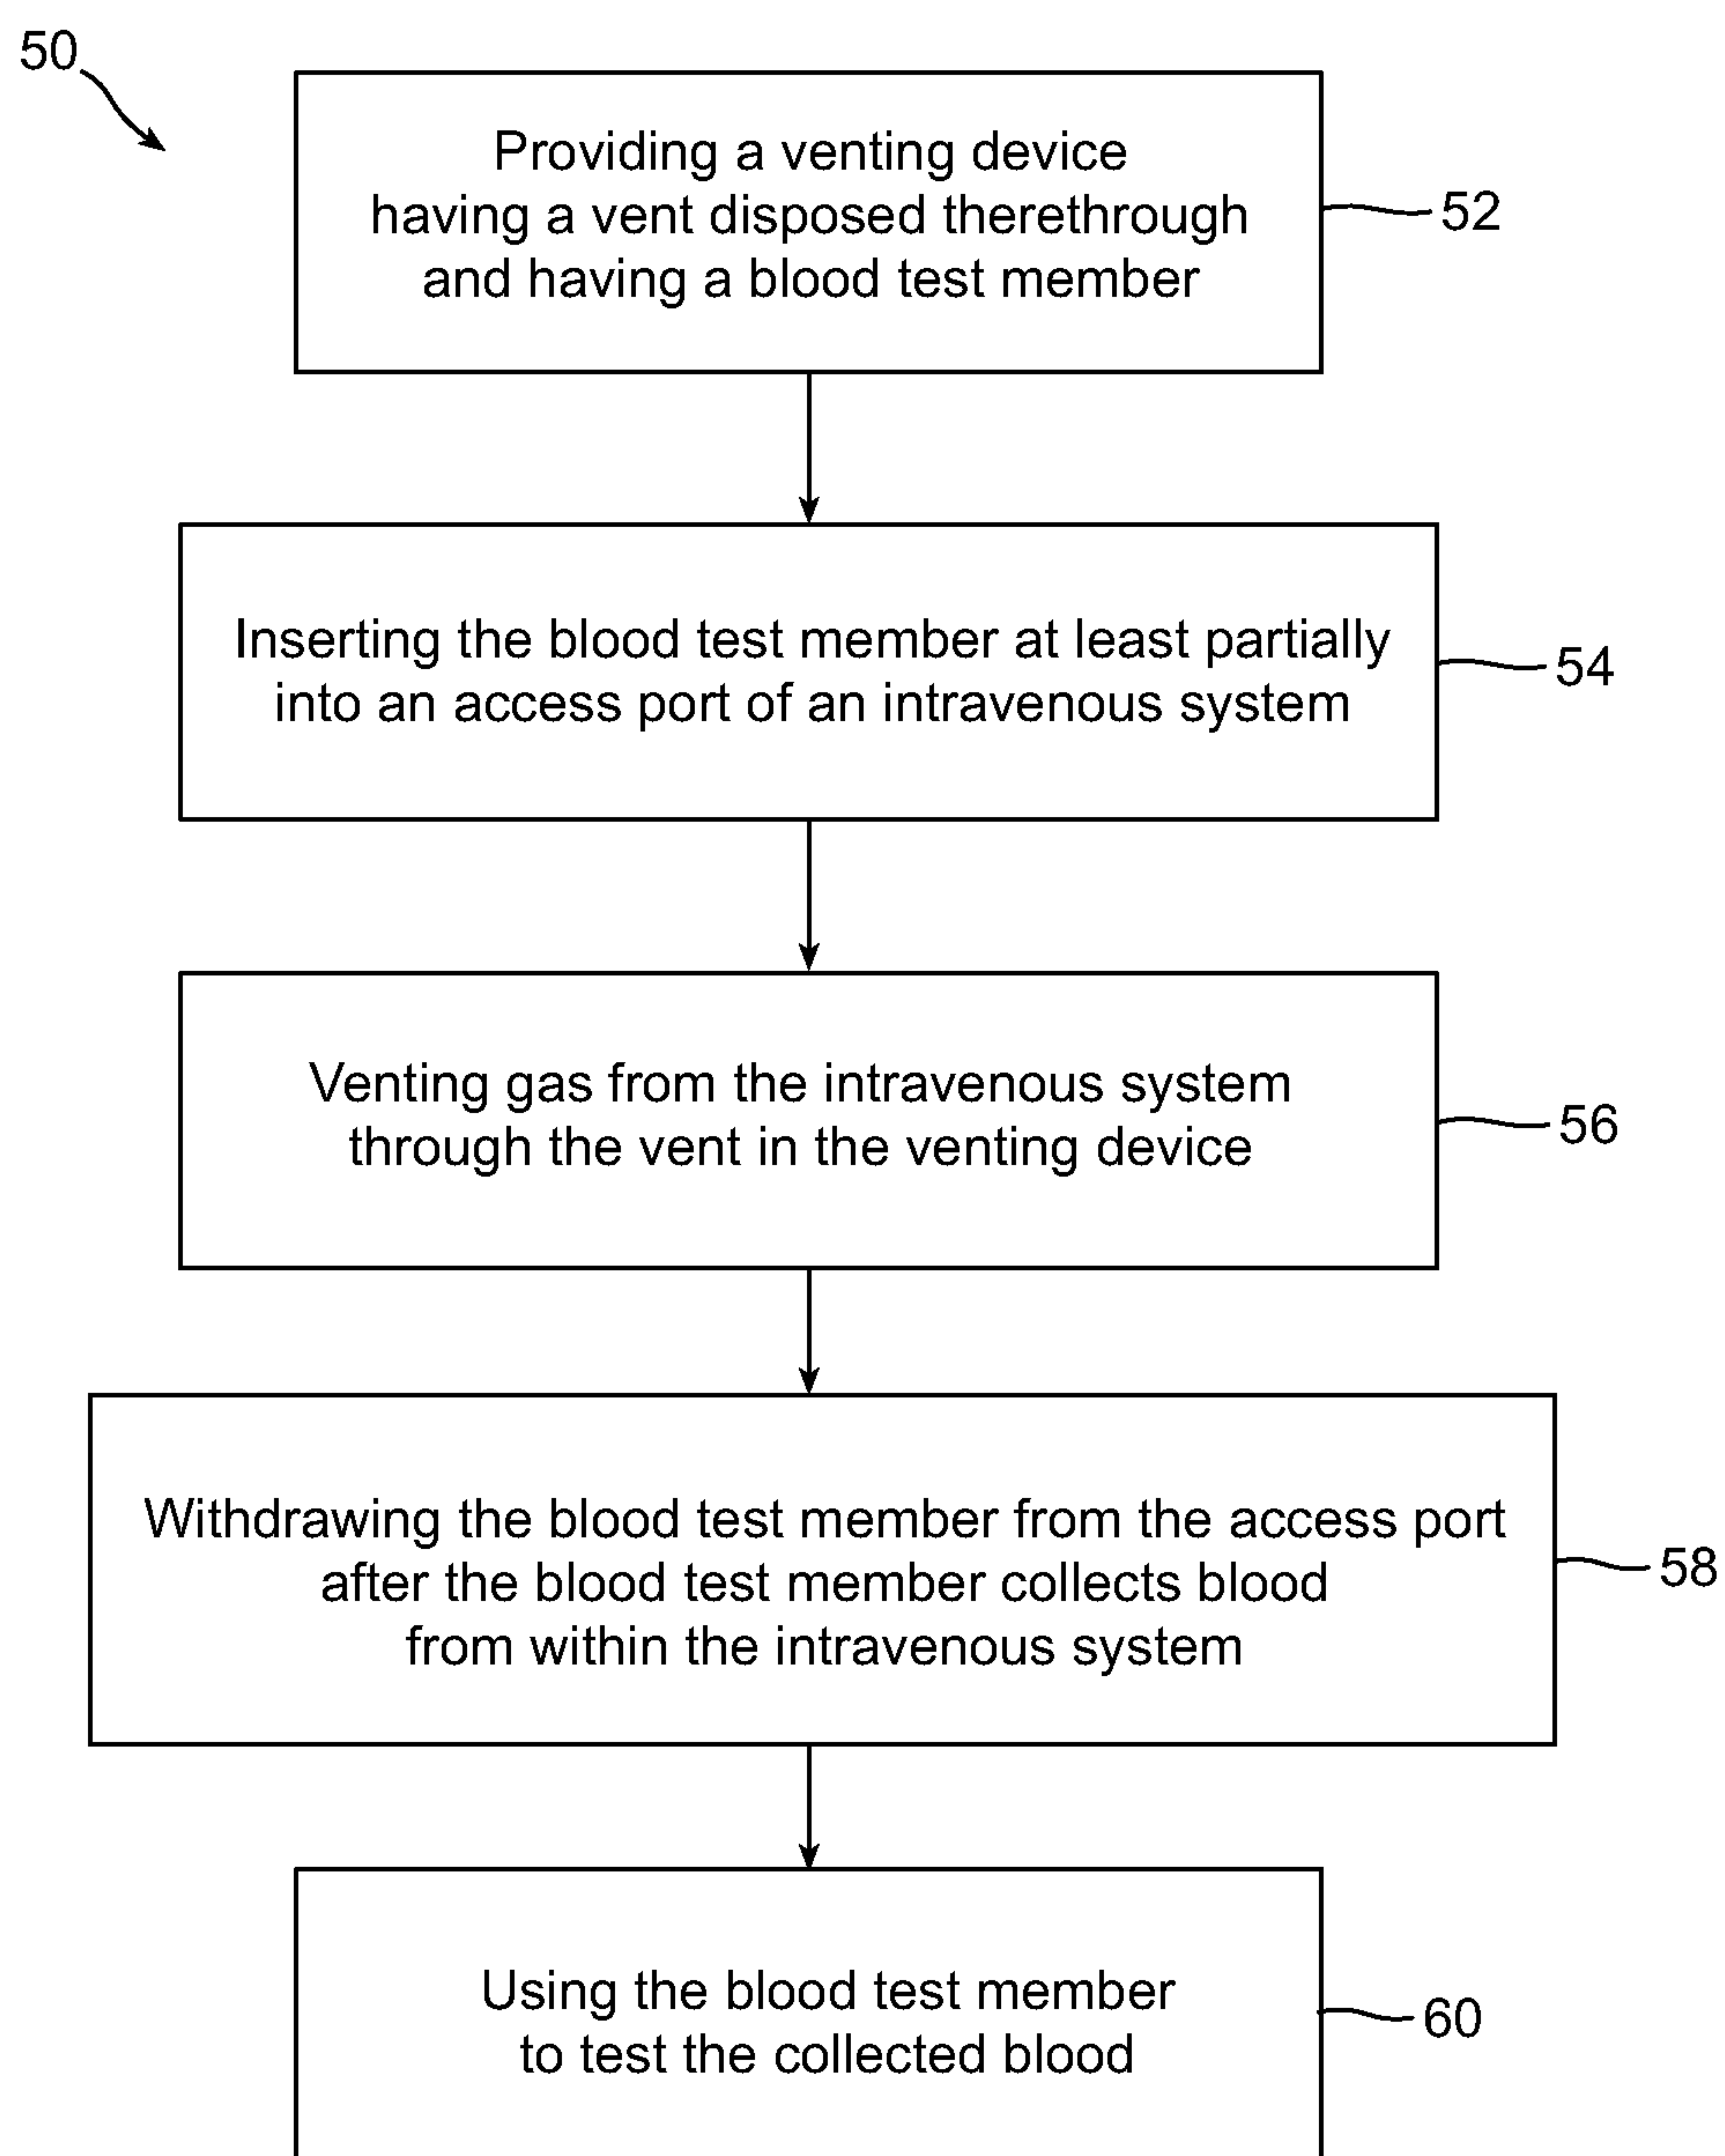 50
Providing a venting device
having a vent disposed therethrough
and having a blood test member
52
Inserting the blood test member at least partially
into an access port of an intravenous system
54
Venting gas from the intravenous system
through the vent in the venting device
56
Withdrawing the blood test member from the access port
after the blood test member collects blood
from within the intravenous system
58
Using the blood test member
to test the collected blood
60